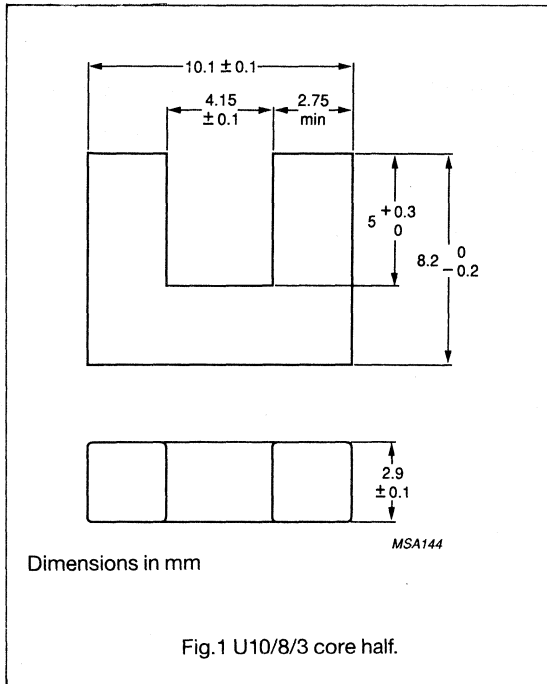 10.1 ± 0.1
4.15
± 0.1
2.75
min
5 + 0.3
0
8.2 0
− 0.2
2.9
± 0.1
MSA144
Dimensions in mm
Fig.1 U10/8/3 core half.